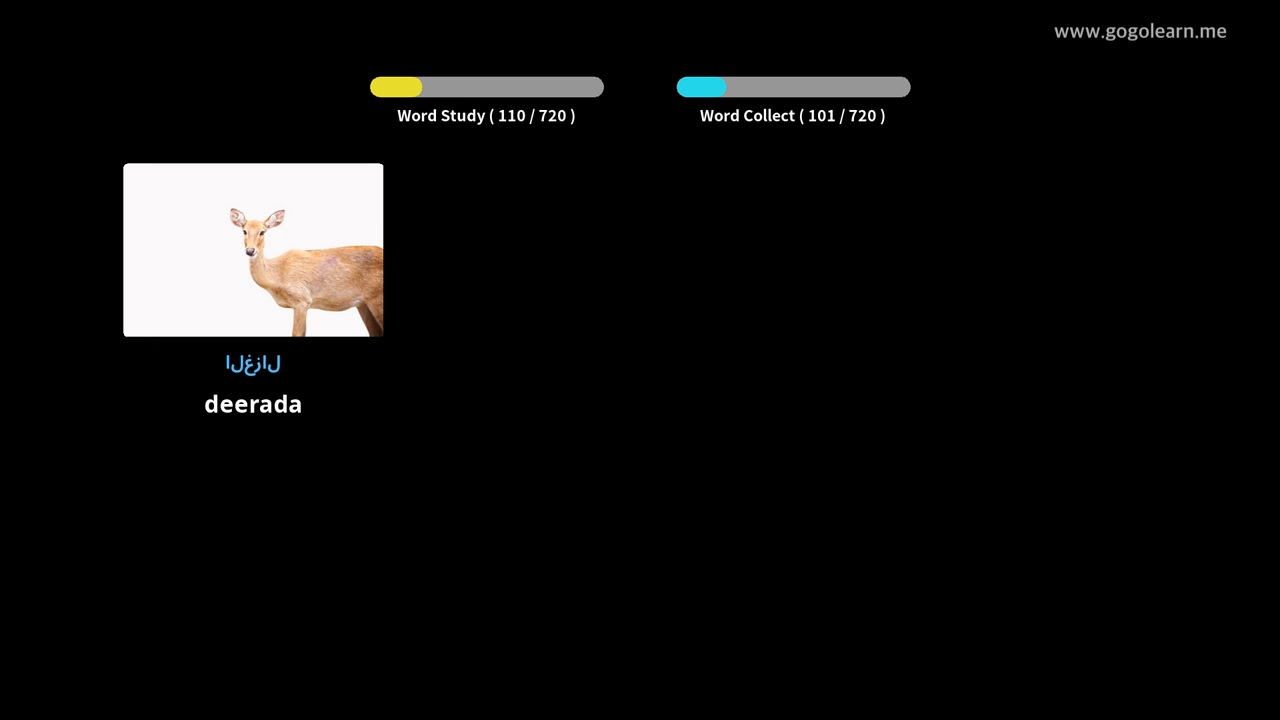 www.gogolearn.me
Word Study ( 110 / 720 )
Word Collect ( 101 / 720 )
الغزال
deerada